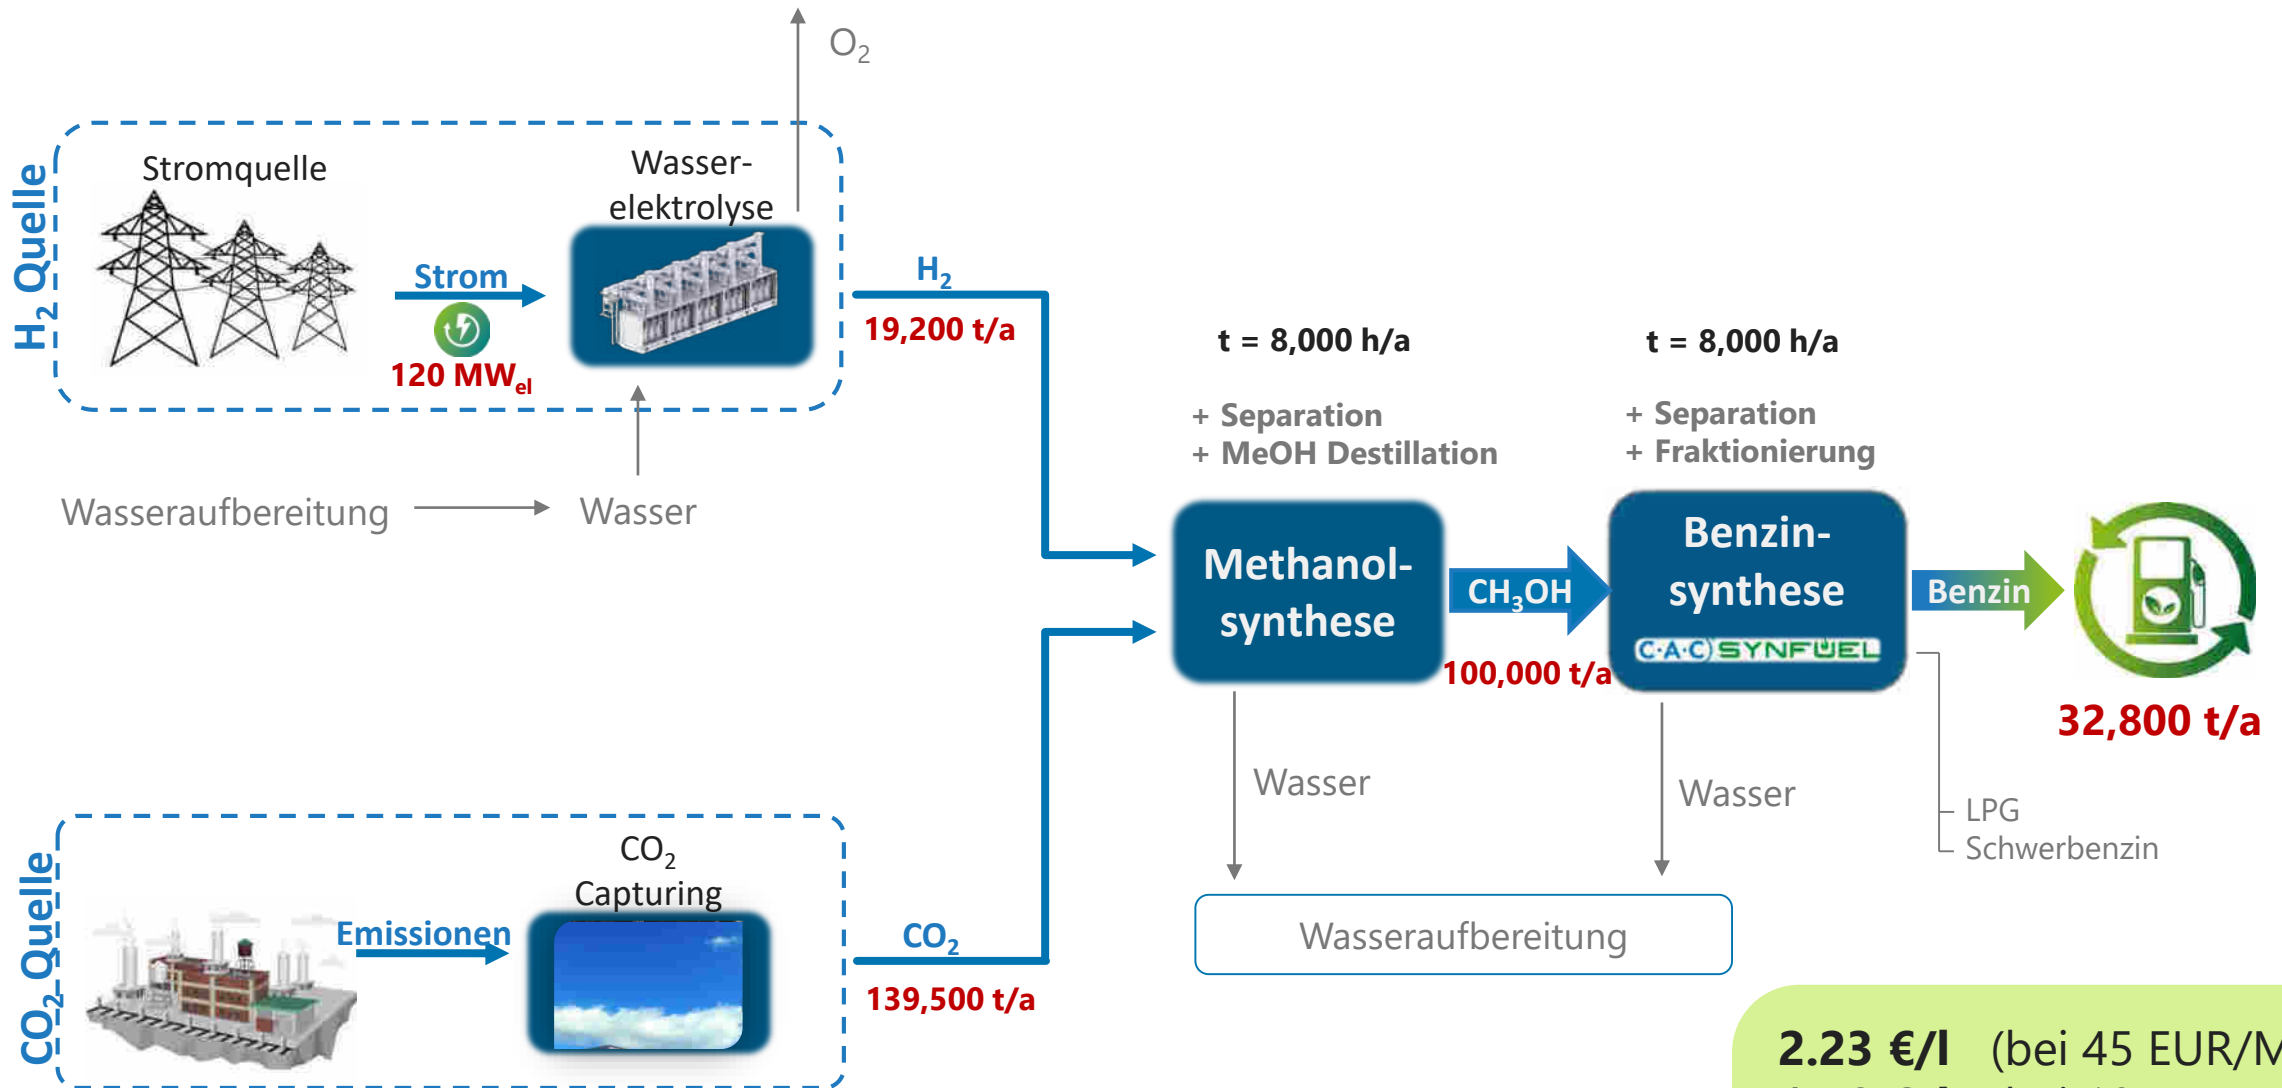 O2
H2 Quelle
Stromquelle
Wasser-
elektrolyse
Strom
120 MWel
H2
19,200 t/a
Wasseraufbereitung
Wasser
t = 8,000 h/a
+ Separation
+ MeOH Destillation
t = 8,000 h/a
+ Separation
+ Fraktionierung
Methanol-
synthese
CH3OH
100,000 t/a
Benzin-
synthese
C·A·C SYNFUEL
Benzin
32,800 t/a
Wasser
Wasser
LPG
Schwerbenzin
Wasseraufbereitung
CO2 Quelle
Emissionen
CO2
Capturing
CO2
139,500 t/a
2.23 €/l (bei 45 EUR/M